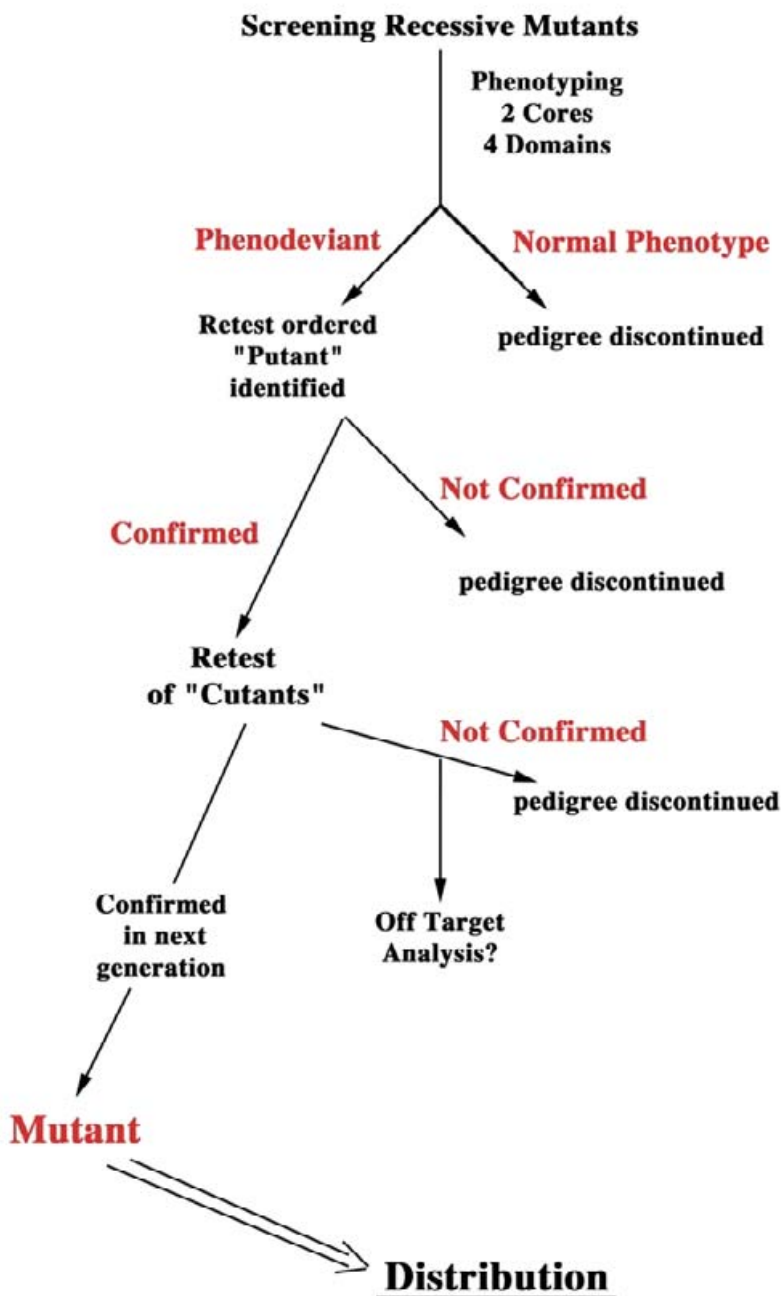 Screening Recessive Mutants
Phenotyping
2 Cores
4 Domains
Phenodeviant
Normal Phenotype
Retest ordered
"Putant"
identified
pedigree discontinued
Not Confirmed
Confirmed
pedigree discontinued
Retest
of "Cutants"
Not Confirmed
pedigree discontinued
Confirmed
in next
generation
Off Target
Analysis?
Mutant
Distribution